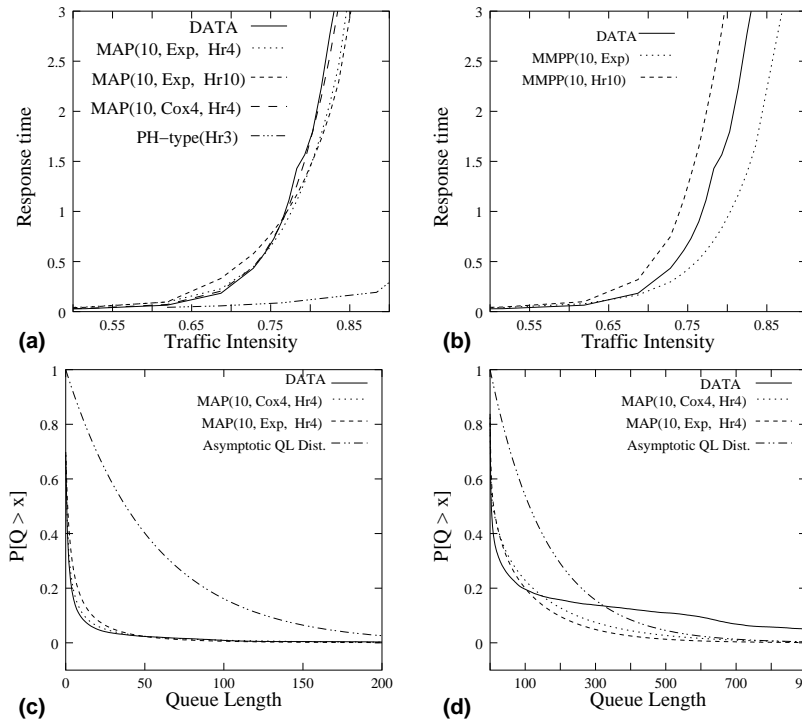 3
2.5
2
1.5
1
0.5
0
Response time
DATA
MAP(10, Exp, Hr4)
MAP(10, Exp, Hr10)
MAP(10, Cox4, Hr4)
PH−type(Hr3)
0.55
0.65
0.75
0.85
(a)
Traffic Intensity
3
2.5
2
1.5
1
0.5
0
Response time
DATA
MMPP(10, Exp)
MMPP(10, Hr10)
0.55
0.65
0.75
0.85
(b)
Traffic Intensity
1
0.8
0.6
0.4
0.2
0
P[Q > x]
DATA
MAP(10, Cox4, Hr4)
MAP(10, Exp, Hr4)
Asymptotic QL Dist.
0
50
100
150
200
(c)
Queue Length
1
0.8
0.6
0.4
0.2
0
P[Q > x]
DATA
MAP(10, Cox4, Hr4)
MAP(10, Exp, Hr4)
Asymptotic QL Dist.
100
300
500
700
(d)
Queue Length